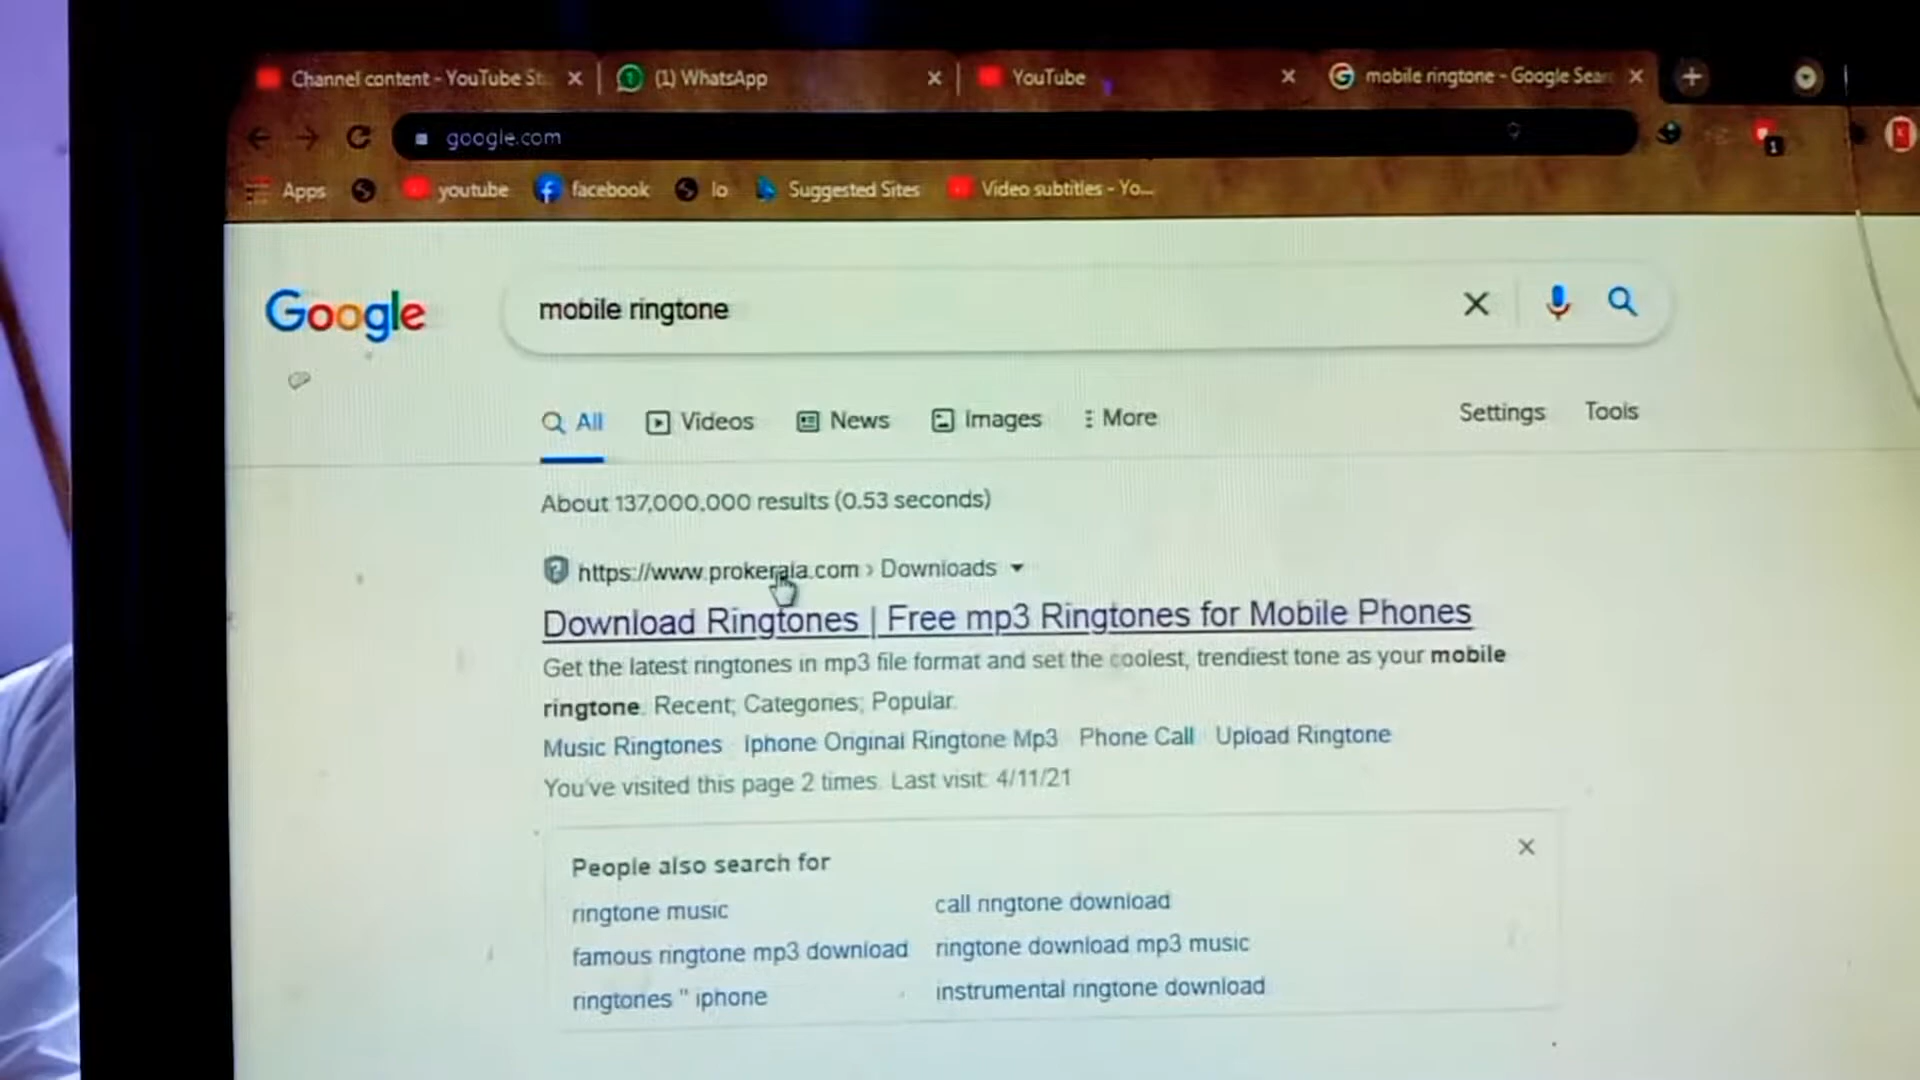 Channel content - YouTube St
(1) WhatsApp
YouTube
mobile ringtone - Google Sear
google.com
1
Apps
youtube
facebook
lo
Suggested Sites
Video subtitles - Yo...
Google
mobile ringtone
All
Videos
News
Images
More
Settings
Tools
About 137,000,000 results (0.53 seconds)
https://www.prokerala.com › Downloads
Download Ringtones | Free mp3 Ringtones for Mobile Phones
Get the latest ringtones in mp3 file format and set the coolest, trendiest tone as your mobile
ringtone. Recent; Categories; Popular.
Music Ringtones · Iphone Original Ringtone Mp3 · Phone Call · Upload Ringtone
You've visited this page 2 times. Last visit: 4/11/21
People also search for
ringtone music
call ringtone download
famous ringtone mp3 download
ringtone download mp3 music
ringtones " iphone
instrumental ringtone download